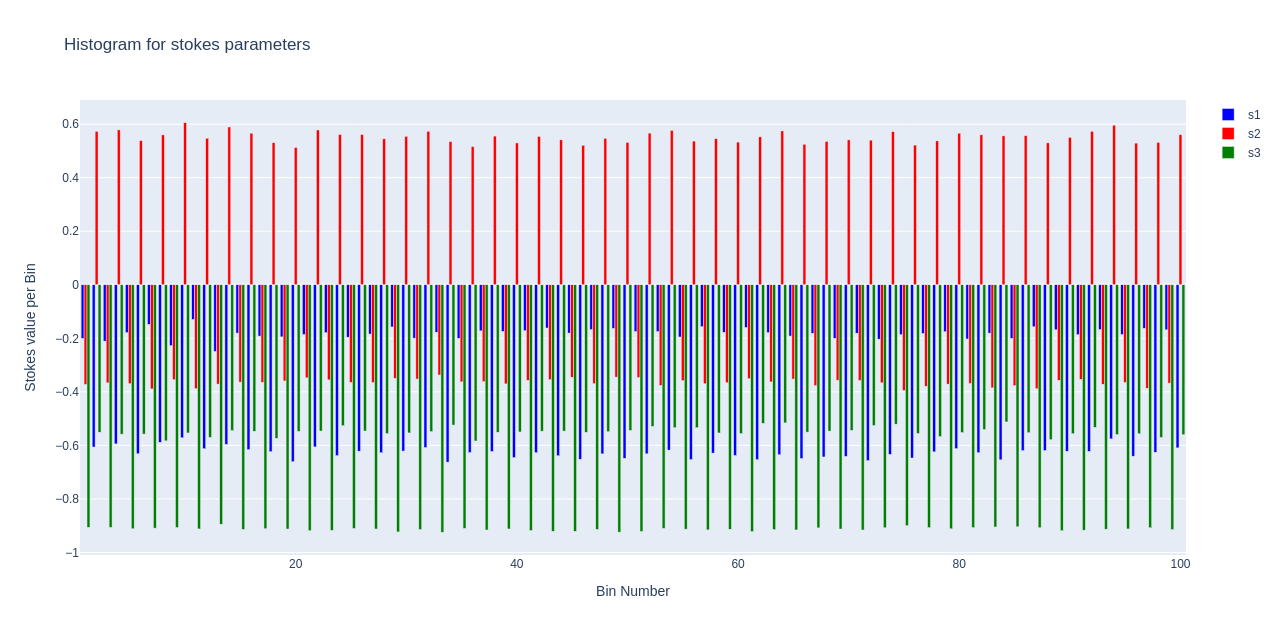 Histogram for stokes parameters
s1
s2
s3
Stokes value per Bin
0.6
0.4
0.2
0
−0.2
−0.4
−0.6
−0.8
−1
20
40
60
80
100
Bin Number